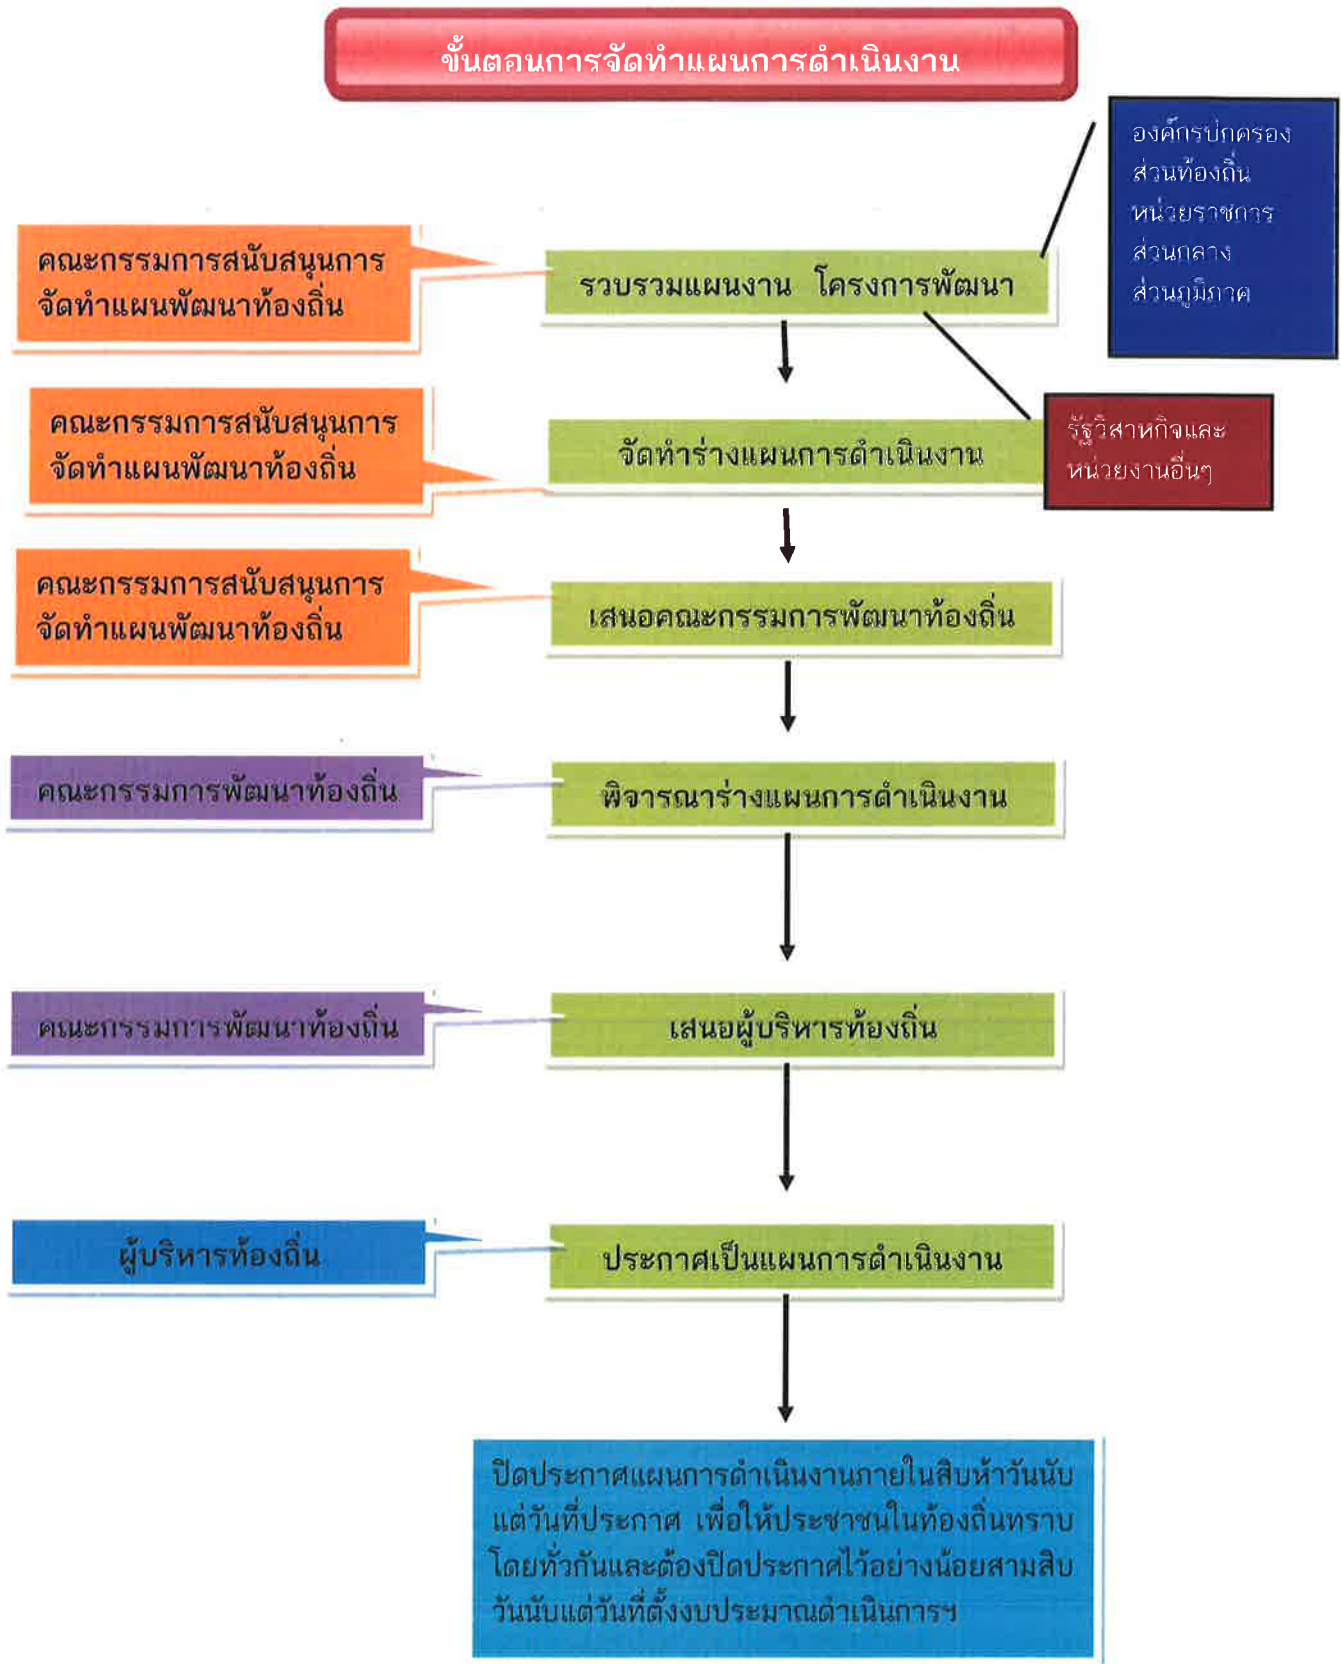 ขั้นตอนการจัดทำแผนการดำเนินงาน
องค์กรปกครอง
ส่วนท้องถิ่น
หน่วยราชการ
ส่วนกลาง
ส่วนภูมิภาค
คณะกรรมการสนับสนุนการ
จัดทำแผนพัฒนาท้องถิ่น
รวบรวมแผนงาน โครงการพัฒนา
คณะกรรมการสนับสนุนการ
จัดทำแผนพัฒนาท้องถิ่น
จัดทำร่างแผนการดำเนินงาน
รัฐวิสาหกิจและ
หน่วยงานอื่นๆ
คณะกรรมการสนับสนุนการ
จัดทำแผนพัฒนาท้องถิ่น
เสนอคณะกรรมการพัฒนาท้องถิ่น
คณะกรรมการพัฒนาท้องถิ่น
พิจารณาร่างแผนการดำเนินงาน
คณะกรรมการพัฒนาท้องถิ่น
เสนอผู้บริหารท้องถิ่น
ผู้บริหารท้องถิ่น
ประกาศเป็นแผนการดำเนินงาน
ปิดประกาศแผนการดำเนินงานภายในสิบห้าวันนับ
แต่วันที่ประกาศ เพื่อให้ประชาชนในท้องถิ่นทราบ
โดยทั่วกันและต้องปิดประกาศไว้อย่างน้อยสามสิบ
วันนับแต่วันที่ตั้งงบประมาณดำเนินการฯ